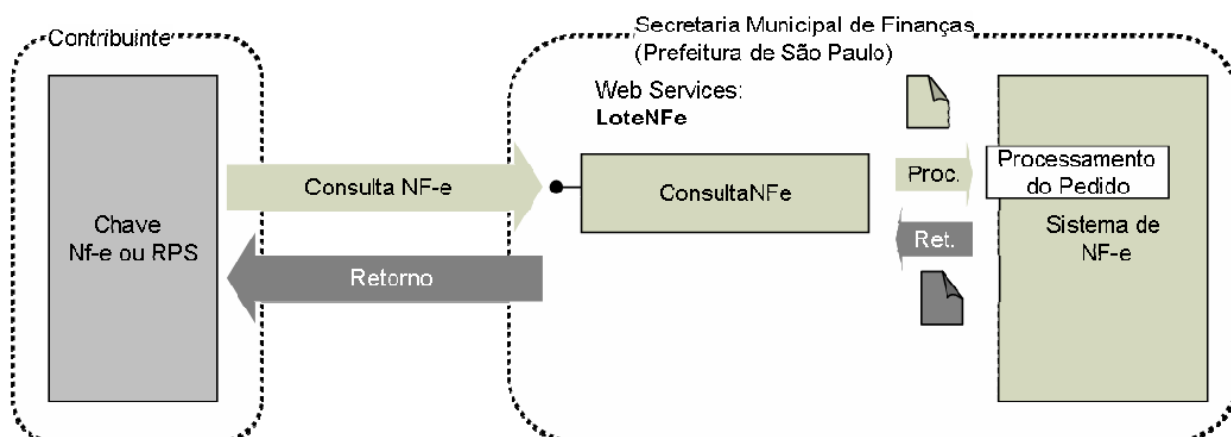 Contribuinte
Secretaria Municipal de Finanças
(Prefeitura de São Paulo)
Web Services:
LoteNFe
Chave
Nf-e ou RPS
Consulta NF-e
Retorno
ConsultaNFe
Proc.
Ret.
Processamento
do Pedido
Sistema de
NF-e